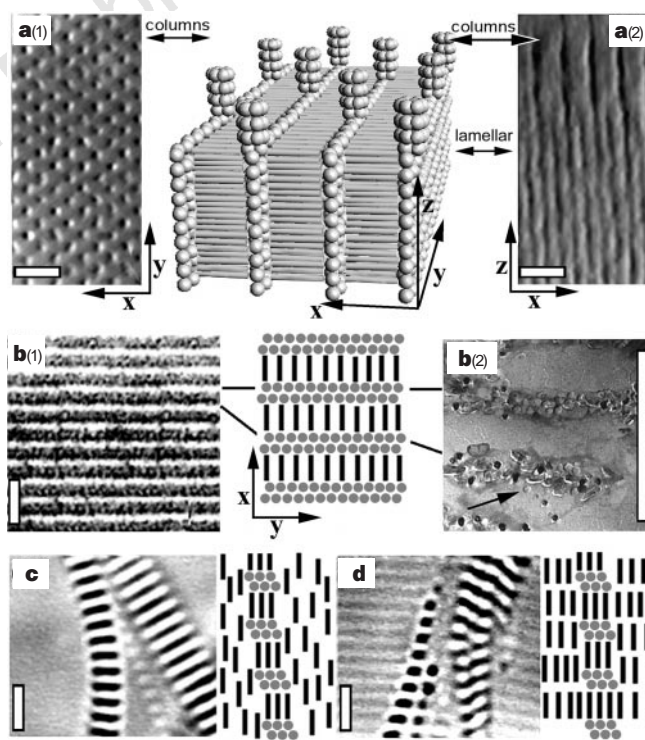 a(1)
columns
columns
a(2)
lamellar
z
y
x
y
x
z
x
b(1)
b(2)
x
y
c
d